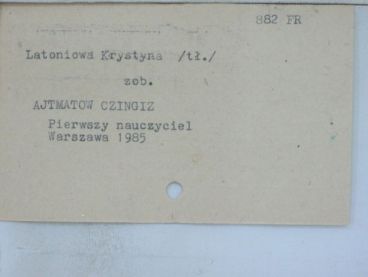 882 FR
Latoniowa Krystyna /tł./
zob.
AJTMATOW CZINGIZ
Pierwszy nauczyciel
Warszawa 1985